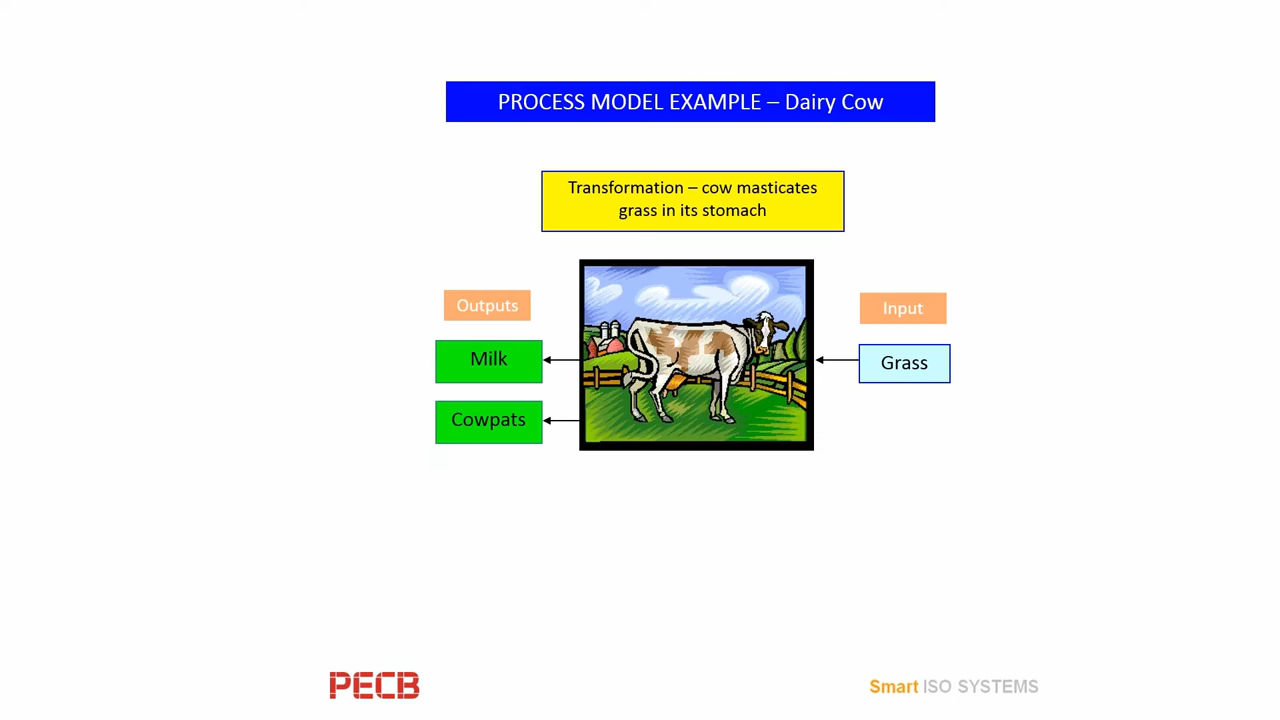 PROCESS MODEL EXAMPLE – Dairy Cow
Transformation – cow masticates
grass in its stomach
Outputs
Input
Milk
Grass
Cowpats
PECB
Smart ISO SYSTEMS